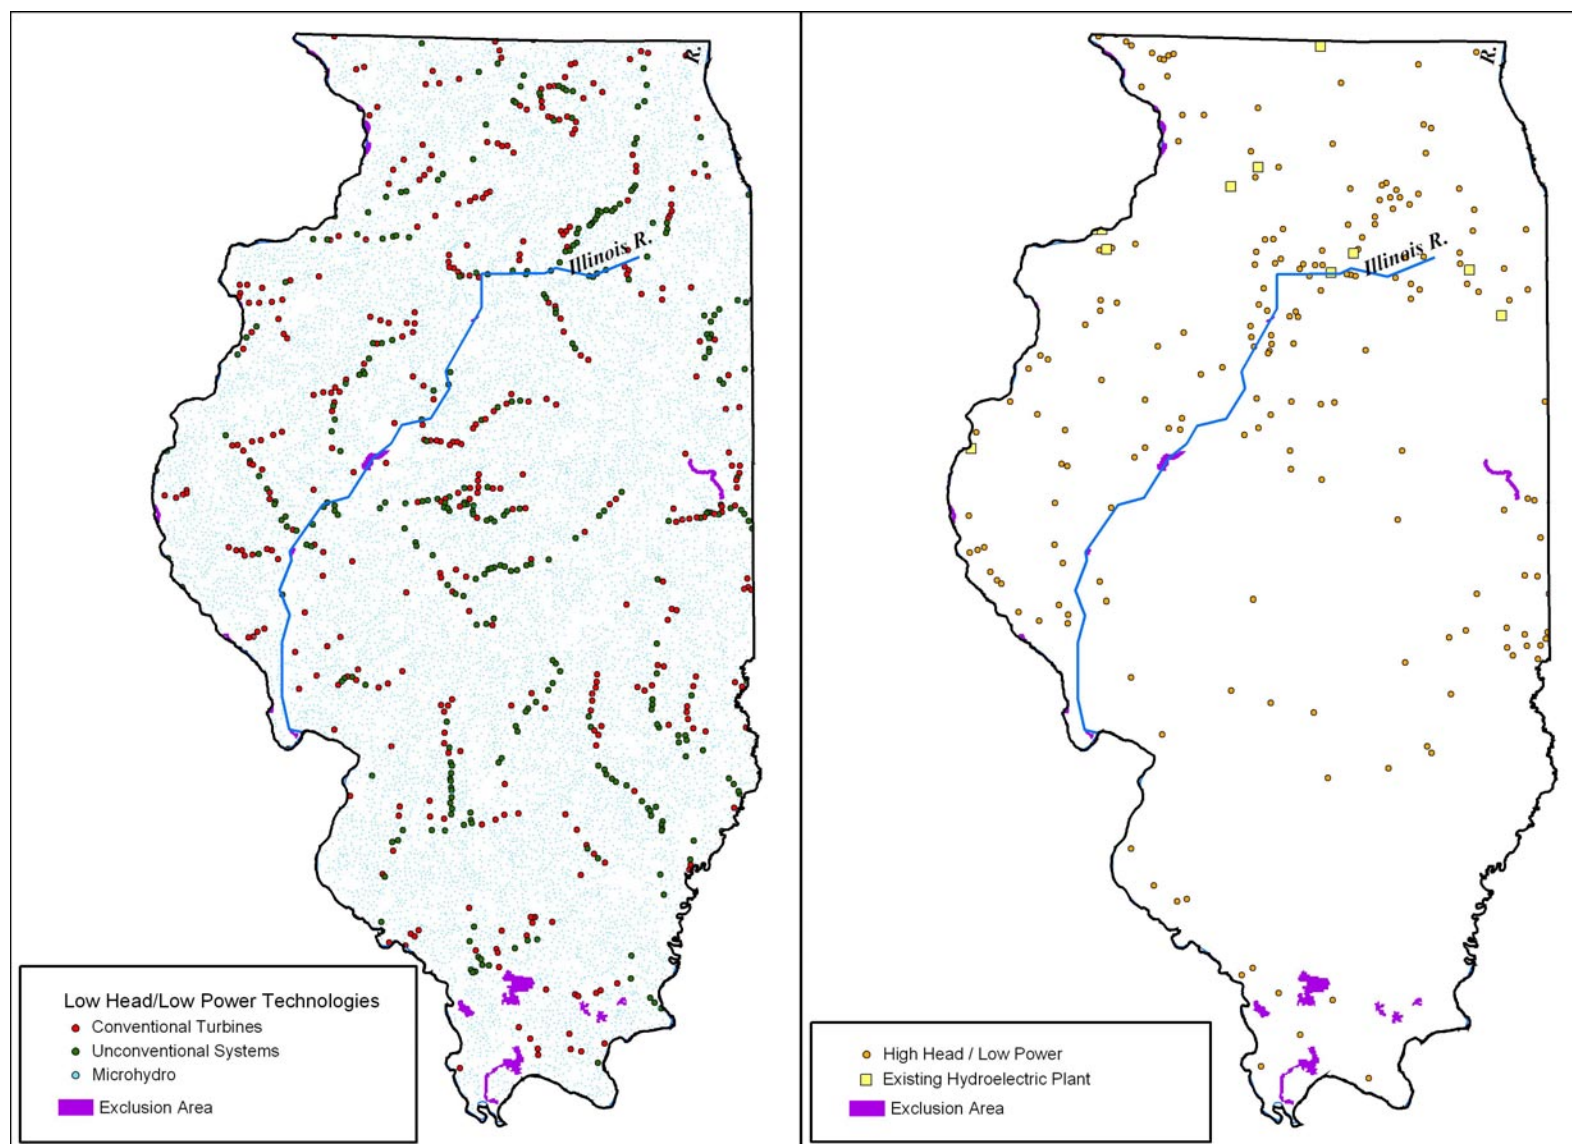 R.
Illinois R.
Low Head/Low Power Technologies
Conventional Turbines
Unconventional Systems
Microhydro
Exclusion Area
R.
Illinois R.
High Head / Low Power
Existing Hydroelectric Plant
Exclusion Area